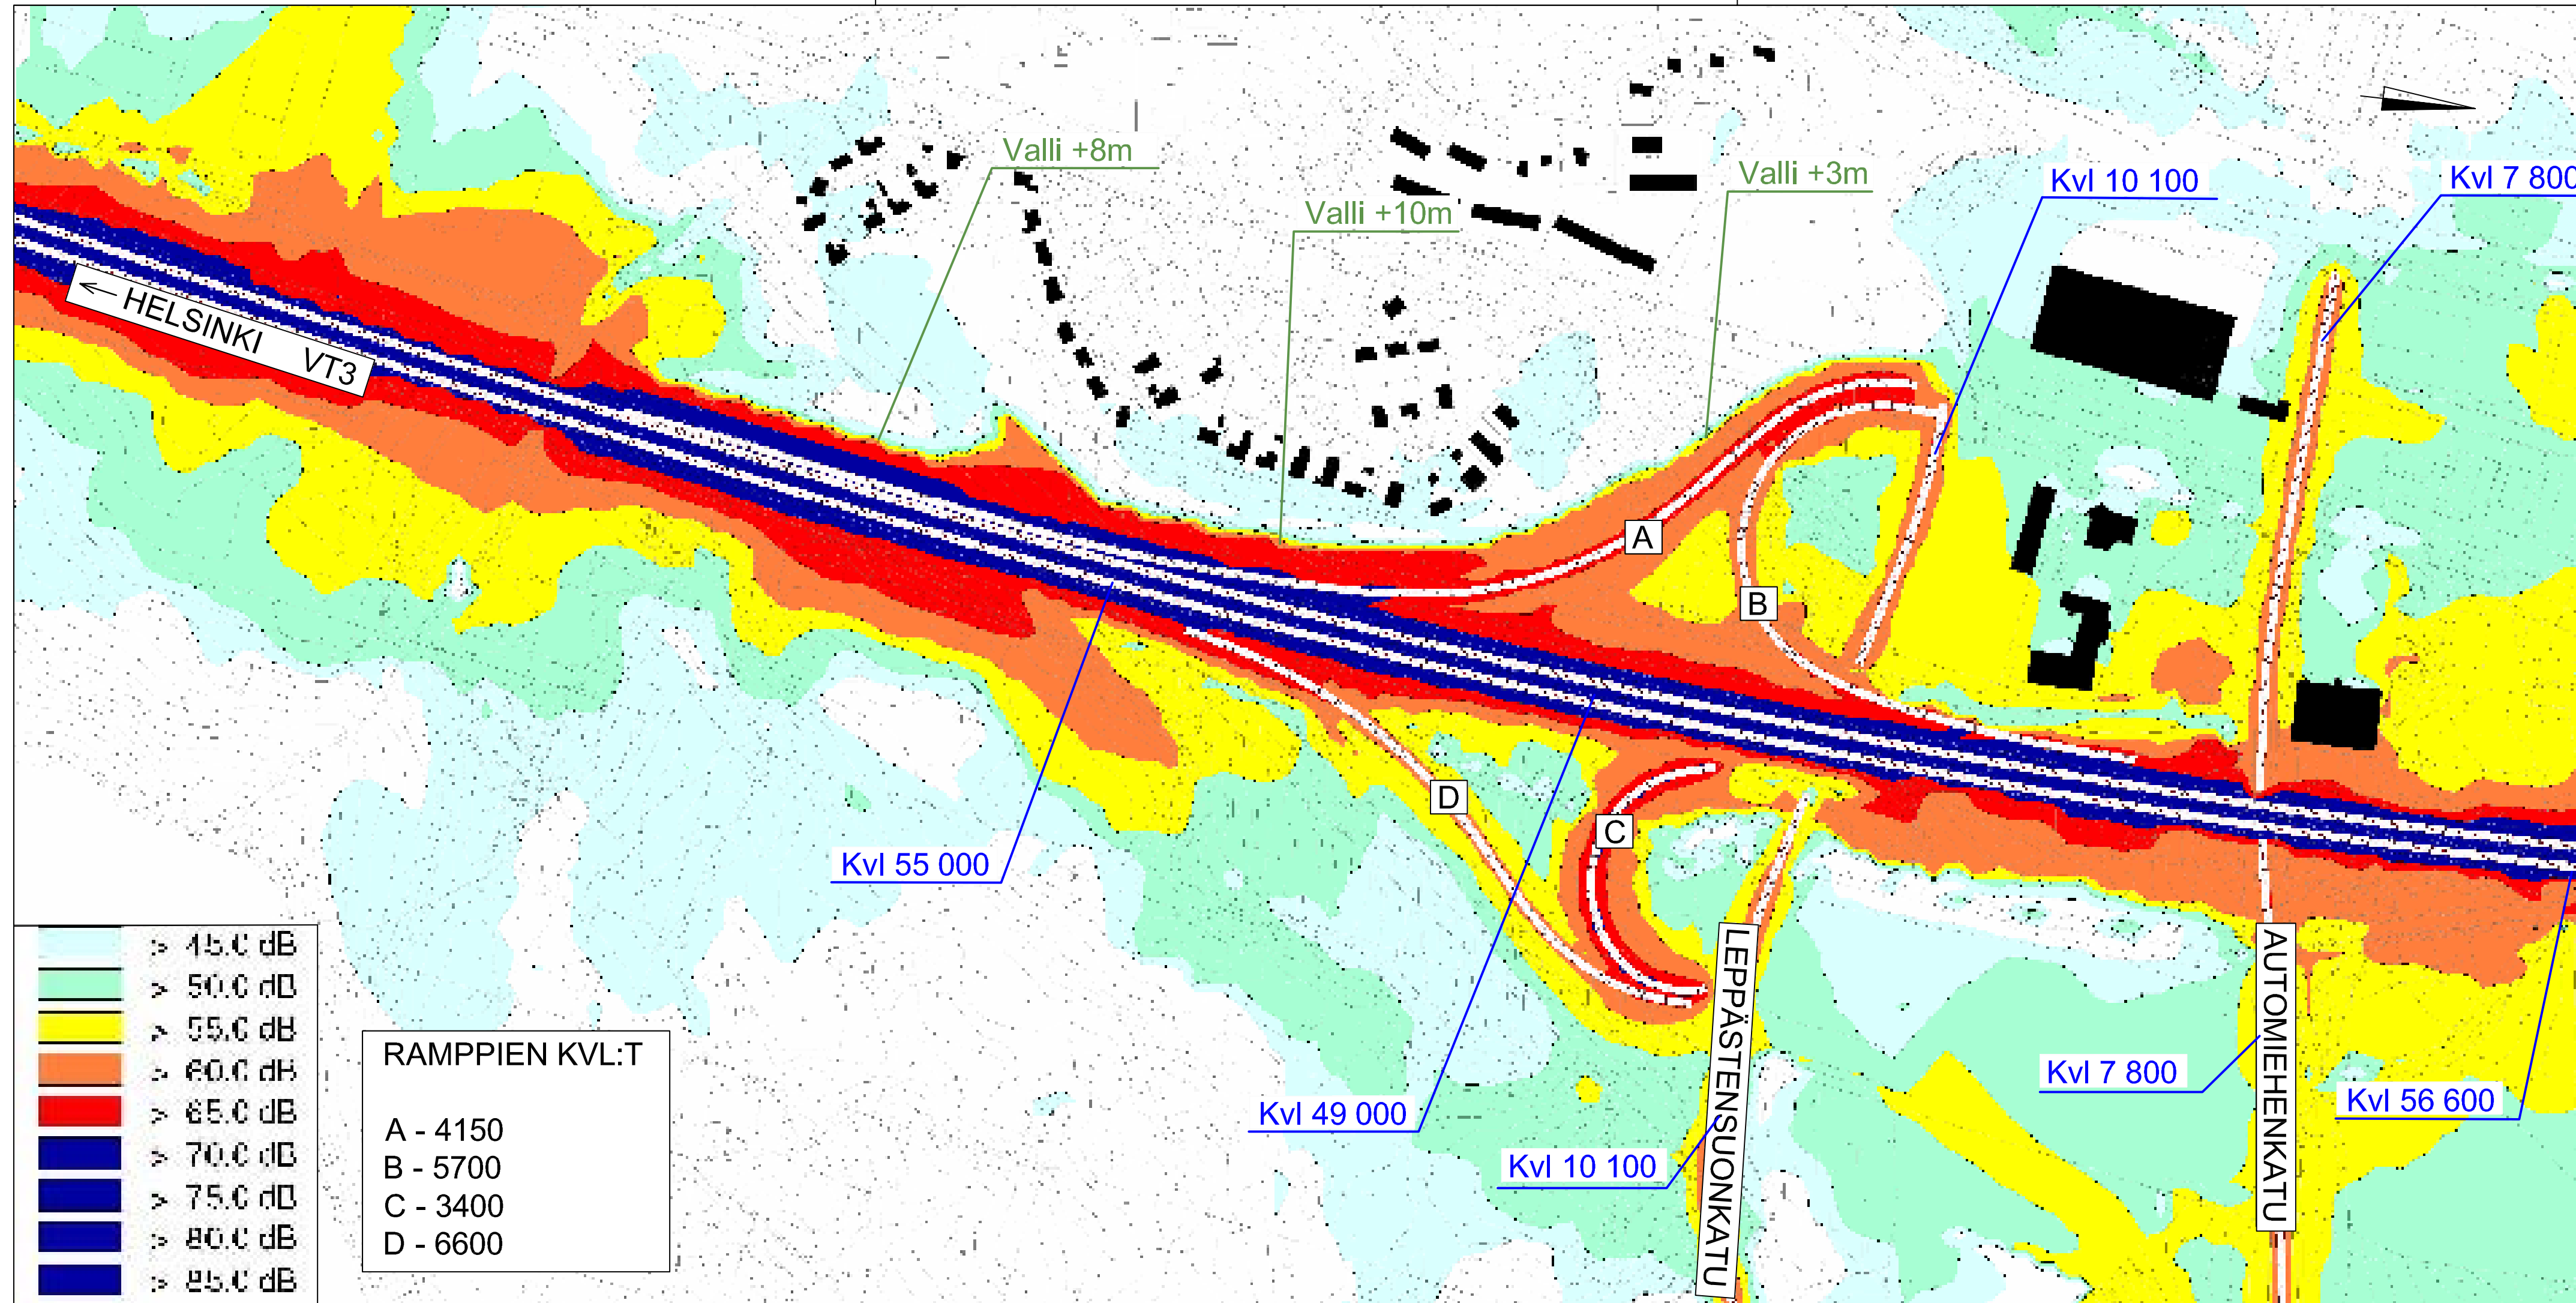 Valli +8m
Valli +10m
Valli +3m
Kvl 10 100
Kvl 7 800
← HELSINKI VT3
A
B
C
D
Kvl 55 000
Kvl 49 000
Kvl 10 100
LEPPÄSTENSUONKATU
AUTOMIEHENKATU
Kvl 7 800
Kvl 56 600
> 45.0 dB
> 50.0 dB
> 55.0 dB
> 60.0 dB
> 65.0 dB
> 70.0 dB
> 75.0 dB
> 80.0 dB
> 85.0 dB
RAMPPIEN KVL:T
A - 4150
B - 5700
C - 3400
D - 6600